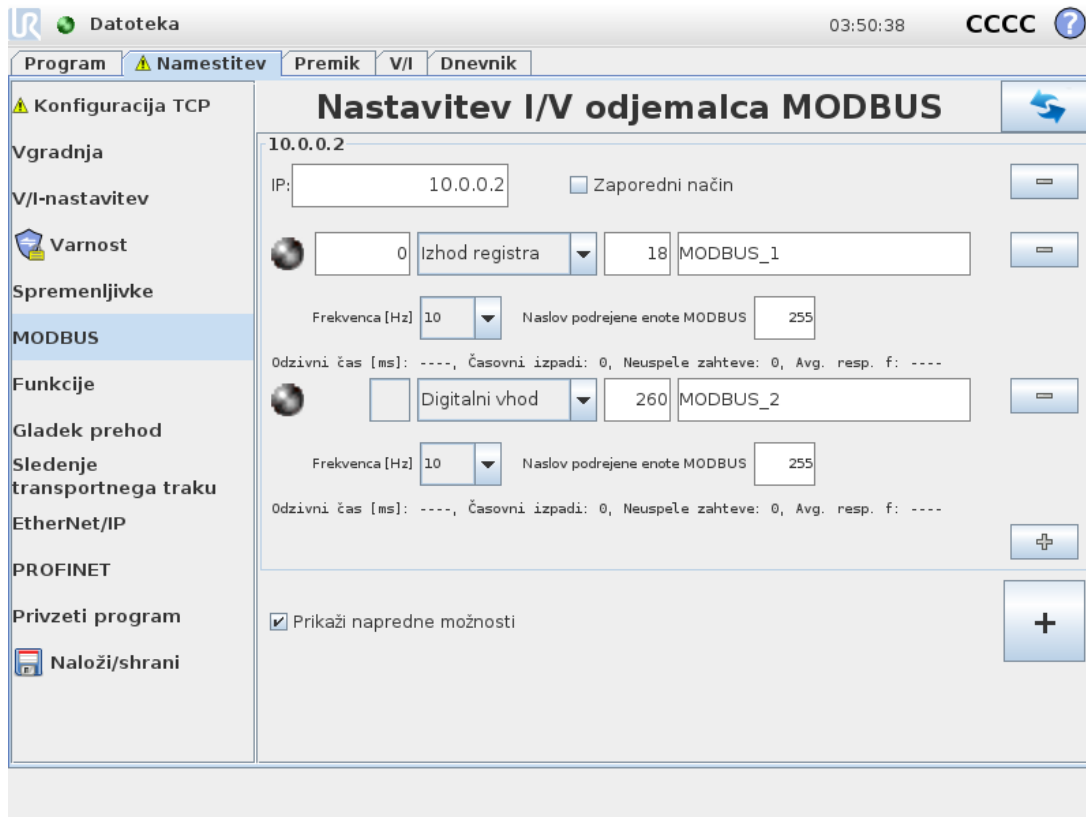 UR Datoteka 03:50:38 CCCC ?
Program Namestitev Premik V/I Dnevnik
Konfiguracija TCP
Vgradnja
V/I-nastavitev
Varnost
Spremenljivke
MODBUS
Funkcije
Gladek prehod
Sledenje
transportnega traku
EtherNet/IP
PROFINET
Privzeti program
Naloži/shrani
Nastavitev I/V odjemalca MODBUS
10.0.0.2
IP: 10.0.0.2 Zaporedni način
0 Izhod registra 18 MODBUS_1
Frekvenca [Hz] 10 Naslov podrejene enote MODBUS 255
Odzivni čas [ms]: ----, Časovni izpadi: 0, Neuspele zahteve: 0, Avg. resp. f: ----
Digitalni vhod 260 MODBUS_2
Frekvenca [Hz] 10 Naslov podrejene enote MODBUS 255
Odzivni čas [ms]: ----, Časovni izpadi: 0, Neuspele zahteve: 0, Avg. resp. f: ----
Prikaži napredne možnosti